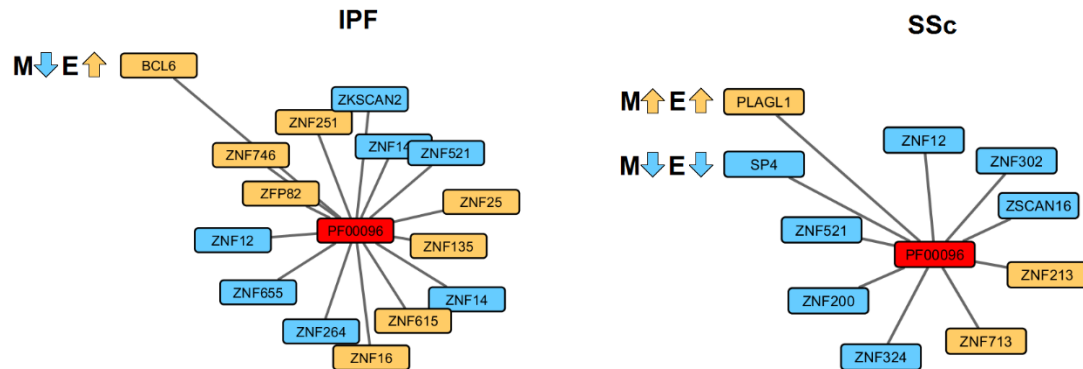 IPF
SSc
M E BCL6
ZKSCAN2
ZNF251
ZNF14
ZNF521
ZNF746
ZFP82
ZNF25
ZNF12
PF00096
ZNF135
ZNF655
ZNF14
ZNF615
ZNF264
ZNF16
M E PLAGL1
ZNF12
M E SP4
ZNF302
ZSCAN16
ZNF521
PF00096
ZNF213
ZNF200
ZNF713
ZNF324